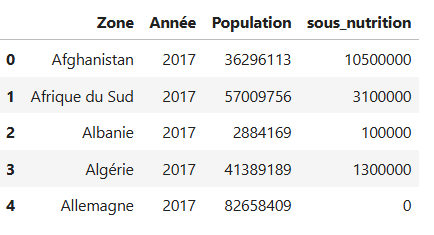 Zone Année Population sous_nutrition
0 Afghanistan 2017 36296113 10500000
1 Afrique du Sud 2017 57009756 3100000
2 Albanie 2017 2884169 100000
3 Algérie 2017 41389189 1300000
4 Allemagne 2017 82658409 0